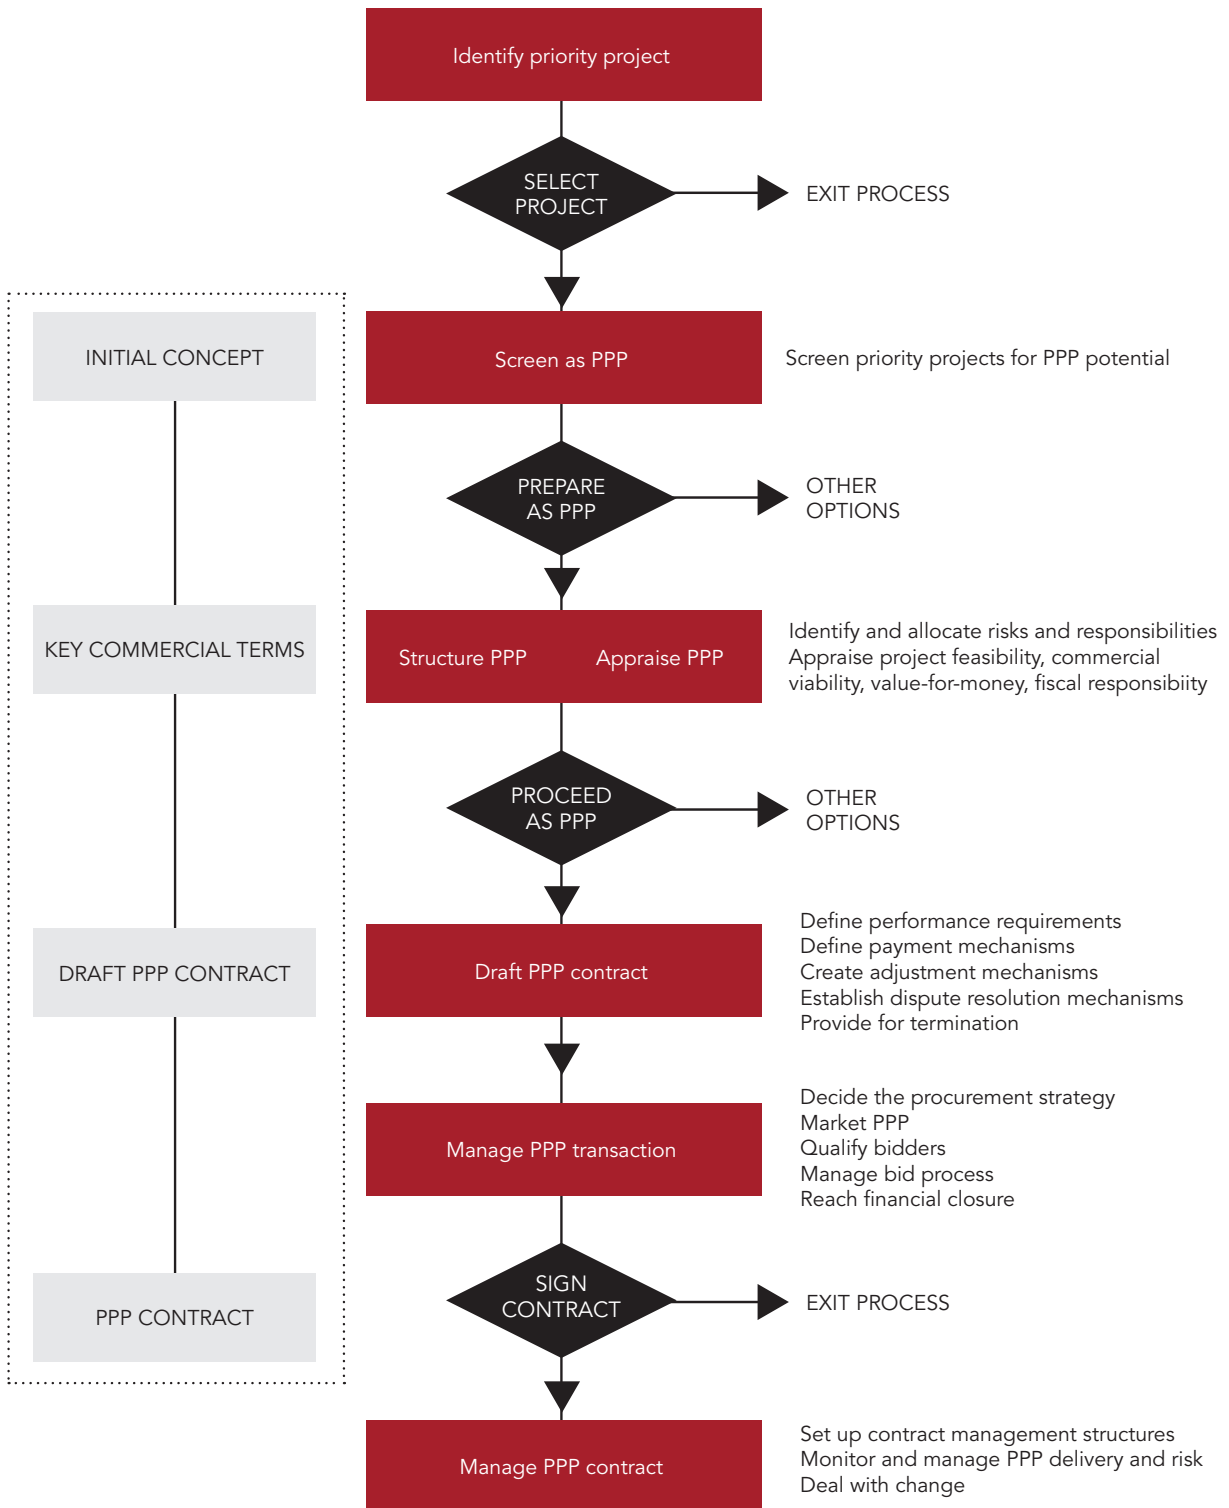 Identify priority project
SELECT
PROJECT
EXIT PROCESS
INITIAL CONCEPT
Screen as PPP
Screen priority projects for PPP potential
PREPARE
AS PPP
OTHER
OPTIONS
KEY COMMERCIAL TERMS
Structure PPP
Appraise PPP
Identify and allocate risks and responsibilities
Appraise project feasibility, commercial
viability, value-for-money, fiscal responsibiity
PROCEED
AS PPP
OTHER
OPTIONS
DRAFT PPP CONTRACT
Draft PPP contract
Define performance requirements
Define payment mechanisms
Create adjustment mechanisms
Establish dispute resolution mechanisms
Provide for termination
Manage PPP transaction
Decide the procurement strategy
Market PPP
Qualify bidders
Manage bid process
Reach financial closure
PPP CONTRACT
SIGN
CONTRACT
EXIT PROCESS
Manage PPP contract
Set up contract management structures
Monitor and manage PPP delivery and risk
Deal with change